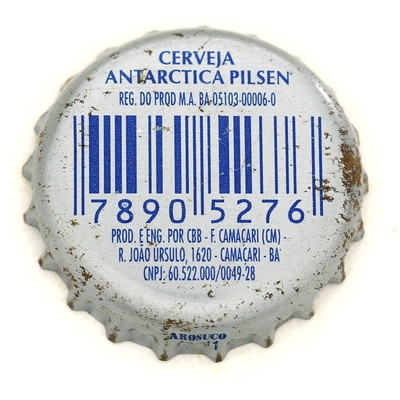 CERVEJA
ANTARCTICA PILSEN
REG. DO PROD M.A. BA-05103-00006-0
7890 5276
PROD. E ENG. POR CBB - F. CAMAÇARI (CM) -
R. JOÃO ÚRSULO, 1620 - CAMAÇARI - BA
CNPJ: 60.522.000/0049-28
AROSUCO
1